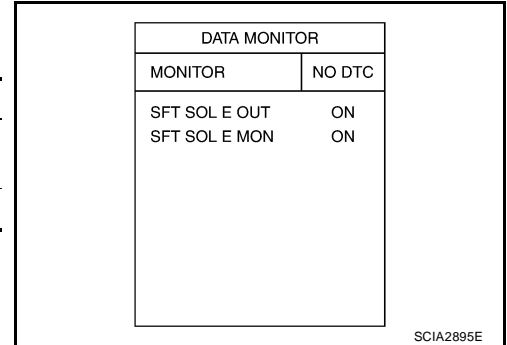 DATA MONITOR
MONITOR NO DTC
SFT SOL E OUT ON
SFT SOL E MON ON
SCIA2895E